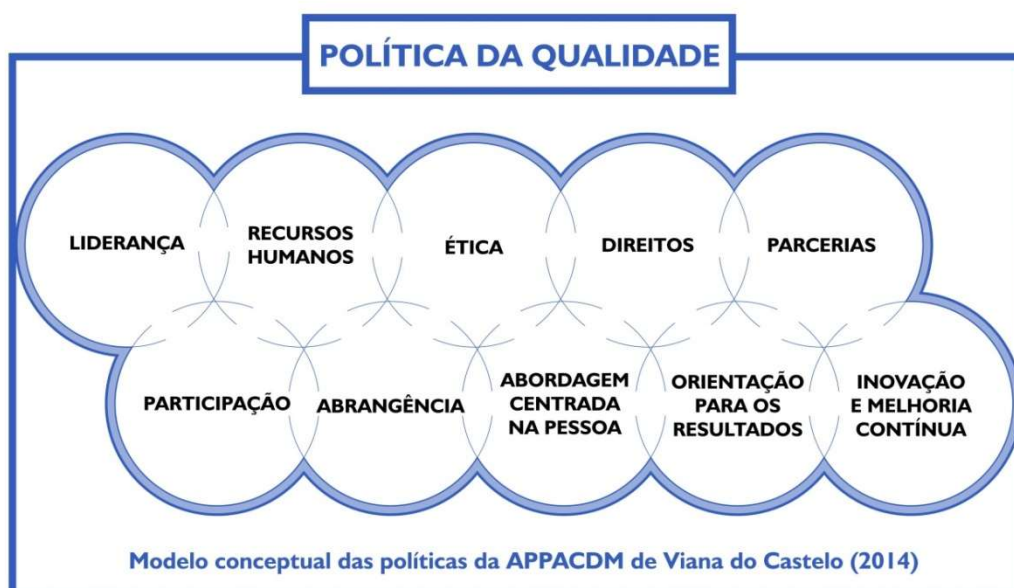 POLÍTICA DA QUALIDADE
LIDERANÇA
RECURSOS
HUMANOS
ÉTICA
DIREITOS
PARCERIAS
PARTICIPAÇÃO
ABRANGÊNCIA
ABORDAGEM
CENTRADA
NA PESSOA
ORIENTAÇÃO
PARA OS
RESULTADOS
INOVAÇÃO
E MELHORIA
CONTÍNUA
Modelo conceptual das políticas da APPACDM de Viana do Castelo (2014)